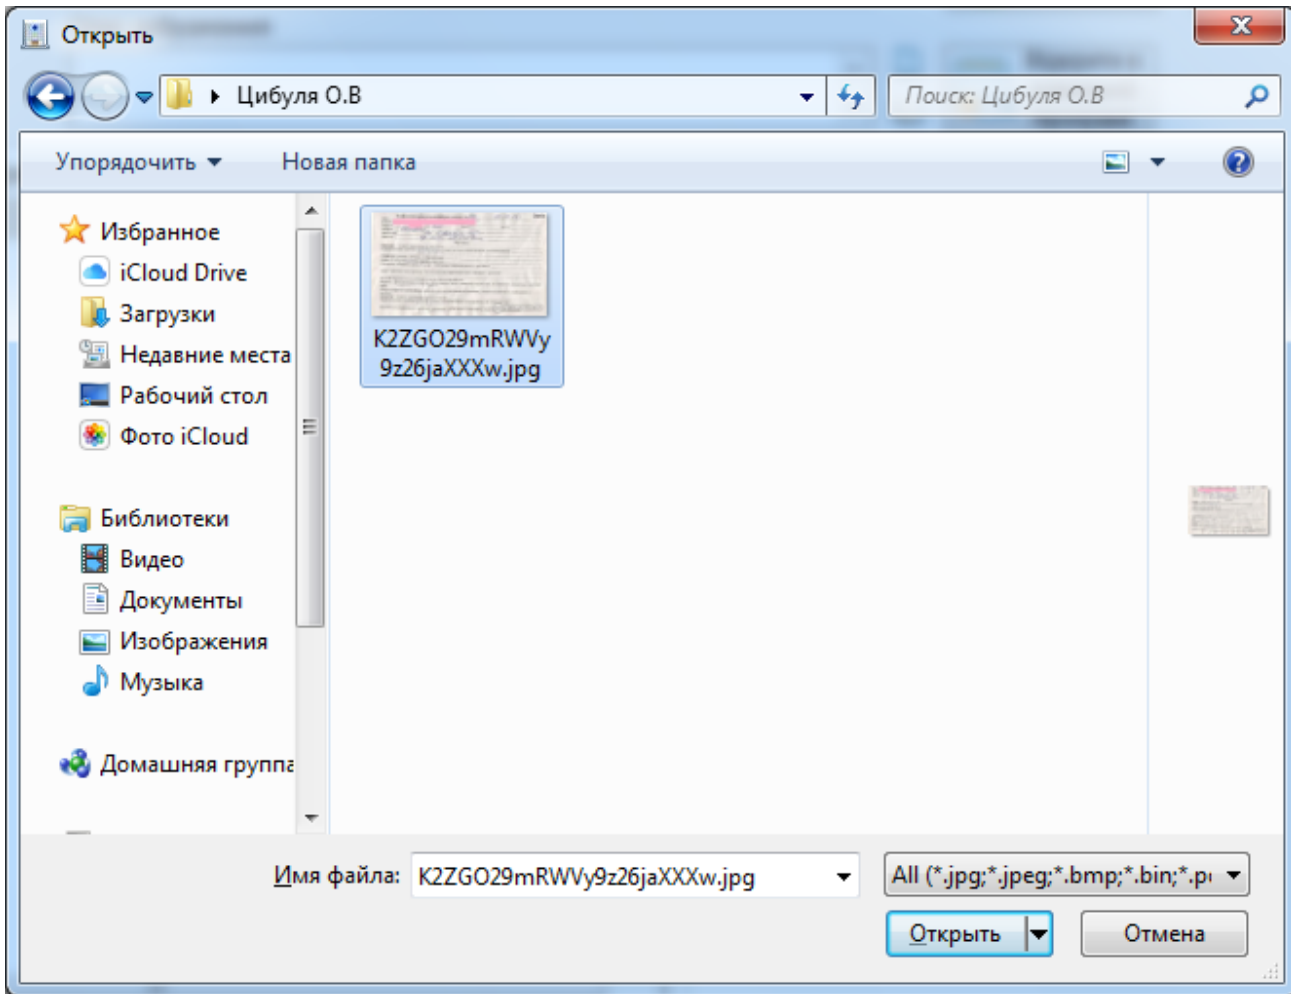 Открыть
Цибуля О.В
Поиск: Цибуля О.В
Упорядочить
Новая папка
Избранное
iCloud Drive
Загрузки
Недавние места
Рабочий стол
Фото iCloud
Библиотеки
Видео
Документы
Изображения
Музыка
Домашняя группа
K2ZGO29mRWVy
9z26jaXXXw.jpg
Имя файла:
K2ZGO29mRWVy9z26jaXXXw.jpg
All (*.jpg;*.jpeg;*.bmp;*.bin;*.p
Открыть
Отмена